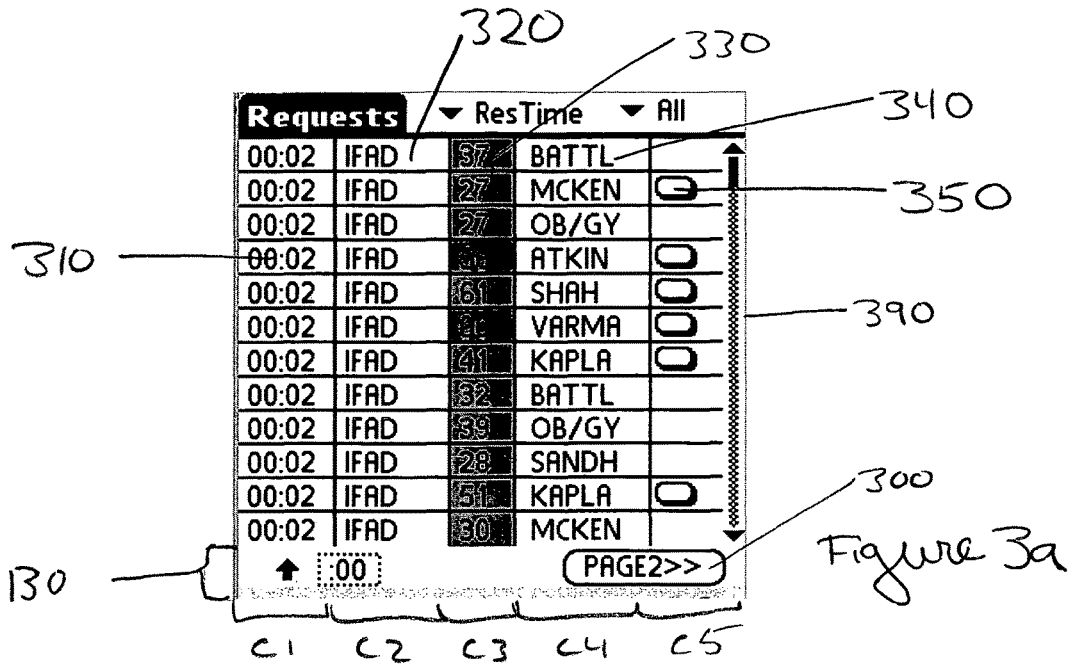 320
330
Requests ResTime All
340
00:02 IFAD 37 BATTL
00:02 IFAD 27 MCKEN
350
00:02 IFAD 27 OB/GY
310
00:02 IFAD ATKIN
00:02 IFAD 61 SHAH
390
00:02 IFAD VARMA
00:02 IFAD 41 KAPLA
00:02 IFAD 32 BATTL
00:02 IFAD 39 OB/GY
00:02 IFAD 28 SANDH
300
00:02 IFAD 51 KAPLA
00:02 IFAD 30 MCKEN
Figure 3a
130
:00 PAGE2>>
C1 C2 C3 C4 C5